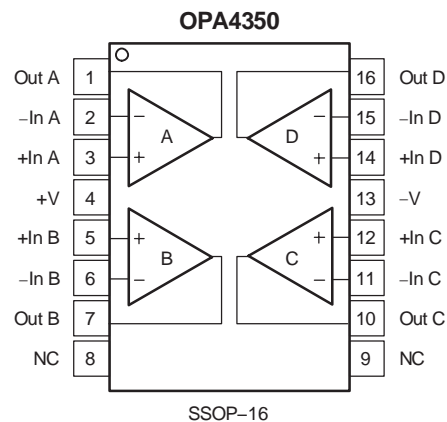 OPA4350
Out A 1 16 Out D
–In A 2 – – 15 –In D
A D
+In A 3 + + 14 +In D
+V 4 13 –V
+In B 5 + + 12 +In C
B C
–In B 6 – – 11 –In C
Out B 7 10 Out C
NC 8 9 NC
SSOP–16